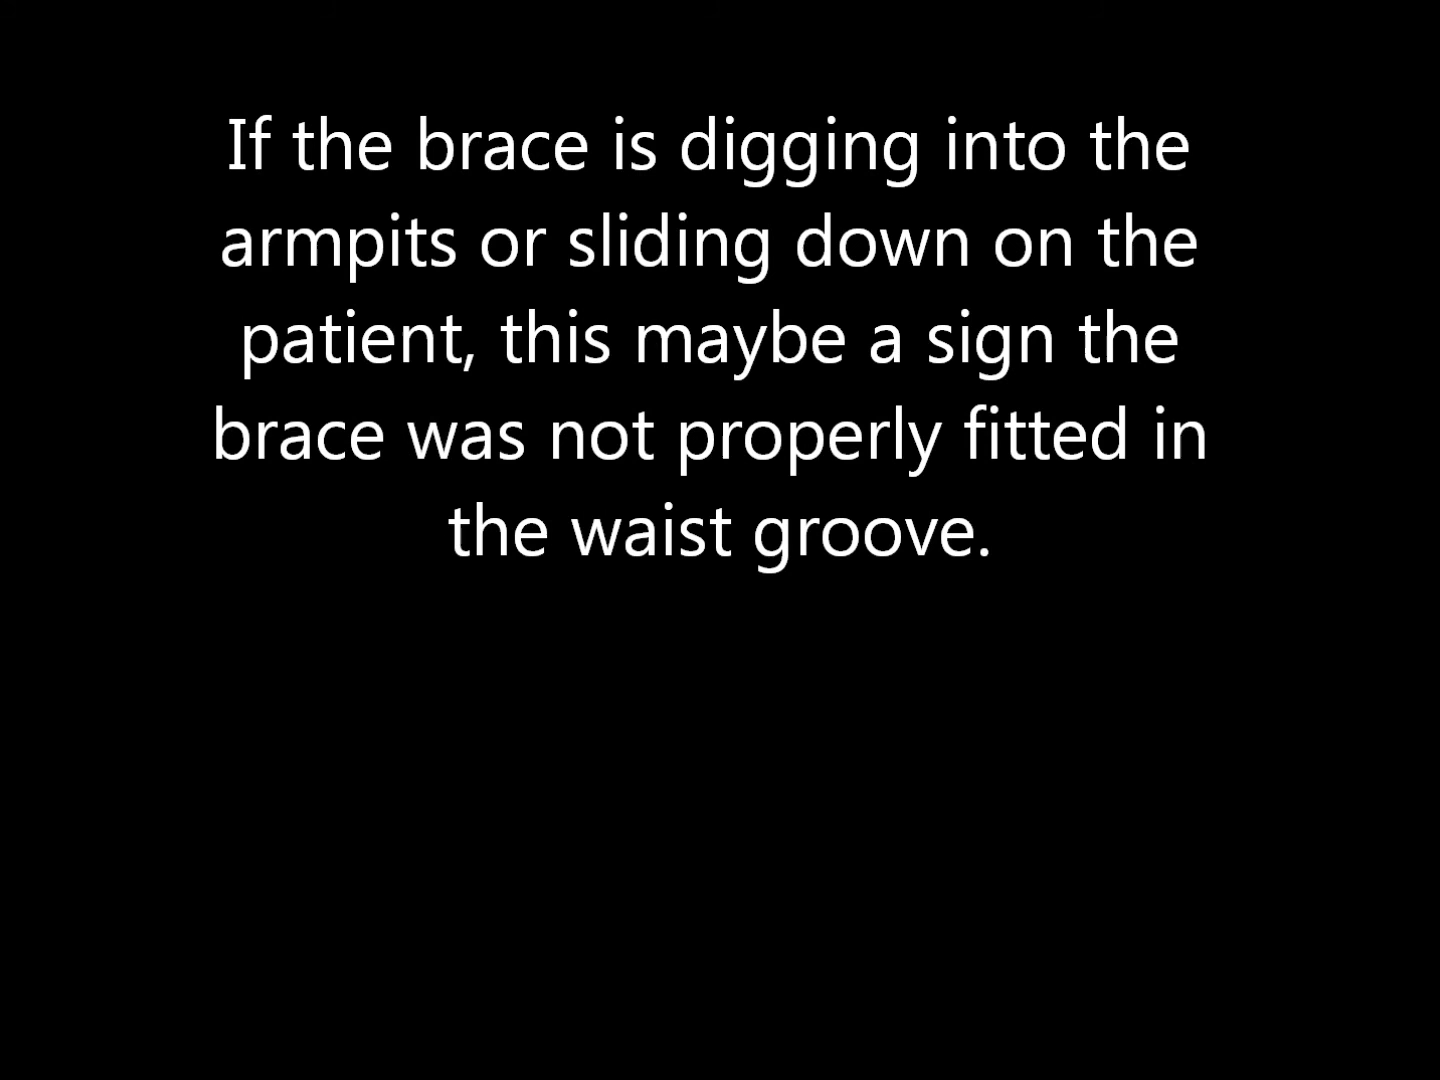 If the brace is digging into the
armpits or sliding down on the
patient, this maybe a sign the
brace was not properly fitted in
the waist groove.